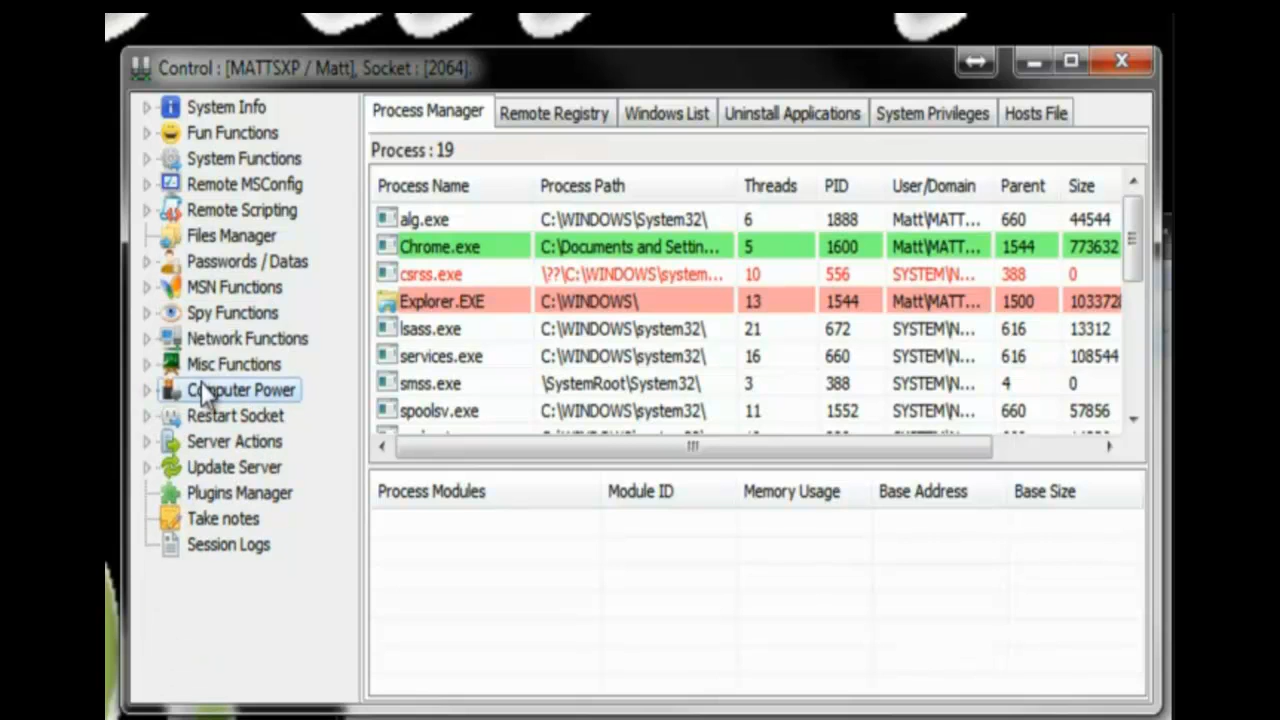 Control : [MATTSXP / Matt], Socket : [2064].
System Info
Fun Functions
System Functions
Remote MSConfig
Remote Scripting
Files Manager
Passwords / Datas
MSN Functions
Spy Functions
Network Functions
Misc Functions
Computer Power
Restart Socket
Server Actions
Update Server
Plugins Manager
Take notes
Session Logs
Process Manager Remote Registry Windows List Uninstall Applications System Privileges Hosts File
Process : 19
Process Name Process Path Threads PID User/Domain Parent Size
alg.exe C:\WINDOWS\System32\ 6 1888 Matt\MATT... 660 44544
Chrome.exe C:\Documents and Settin... 5 1600 Matt\MATT... 1544 773632
csrss.exe \??\C:\WINDOWS\system... 10 556 SYSTEM\N... 388 0
Explorer.EXE C:\WINDOWS\ 13 1544 Matt\MATT... 1500 1033728
lsass.exe C:\WINDOWS\system32\ 21 672 SYSTEM\N... 616 13312
services.exe C:\WINDOWS\system32\ 16 660 SYSTEM\N... 616 108544
smss.exe \SystemRoot\System32\ 3 388 SYSTEM\N... 4 0
spoolsv.exe C:\WINDOWS\system32\ 11 1552 SYSTEM\N... 660 57856
Process Modules Module ID Memory Usage Base Address Base Size